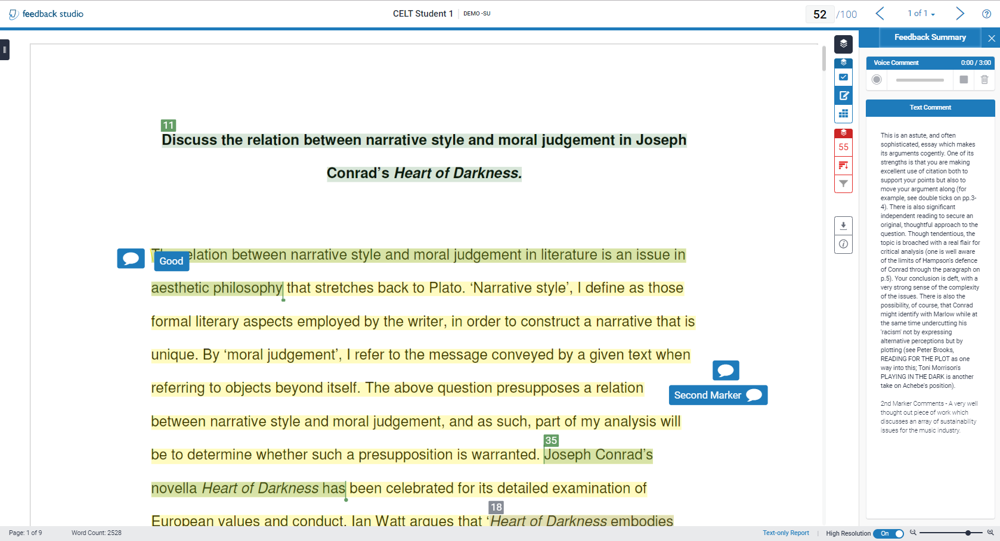 feedback studio
CELT Student 1
DEMO -SU
52 /100
1 of 1
Feedback Summary
Voice Comment 0:00 / 3:00
Text Comment
55
11
Discuss the relation between narrative style and moral judgement in Joseph
Conrad’s Heart of Darkness.
Good
elation between narrative style and moral judgement in literature is an issue in
aesthetic philosophy that stretches back to Plato. ‘Narrative style’, I define as those
formal literary aspects employed by the writer, in order to construct a narrative that is
unique. By ‘moral judgement’, I refer to the message conveyed by a given text when
referring to objects beyond itself. The above question presupposes a relation
Second Marker
between narrative style and moral judgement, and as such, part of my analysis will
35
be to determine whether such a presupposition is warranted. Joseph Conrad’s
novella Heart of Darkness has been celebrated for its detailed examination of
18
European values and conduct. Ian Watt argues that ‘Heart of Darkness embodies
This is an astute, and often
sophisticated, essay which makes
its arguments cogently. One of its
strengths is that you are making
excellent use of citation both to
support your points but also to
move your argument along (for
example, see double ticks on pp.3-
4). There is also significant
independent reading to secure an
original, thoughtful approach to the
question. Though tendentious, the
topic is broached with a real flair for
critical analysis (one is well aware
of the limits of Hampson's defence
of Conrad through the paragraph on
p.5). Your conclusion is deft, with a
very strong sense of the complexity
of the issues. There is also the
possibility, of course, that Conrad
might identify with Marlow while at
the same time undercutting his
'racism' not by expressing
alternative perceptions but by
plotting (see Peter Brooks,
READING FOR THE PLOT as one
way into this; Toni Morrison's
PLAYING IN THE DARK is another
take on Achebe's position).
2nd Marker Comments - A very well
thought out piece of work which
discusses an array of sustainability
issues for the music industry.
Page: 1 of 9
Word Count: 2528
Text-only Report
High Resolution On